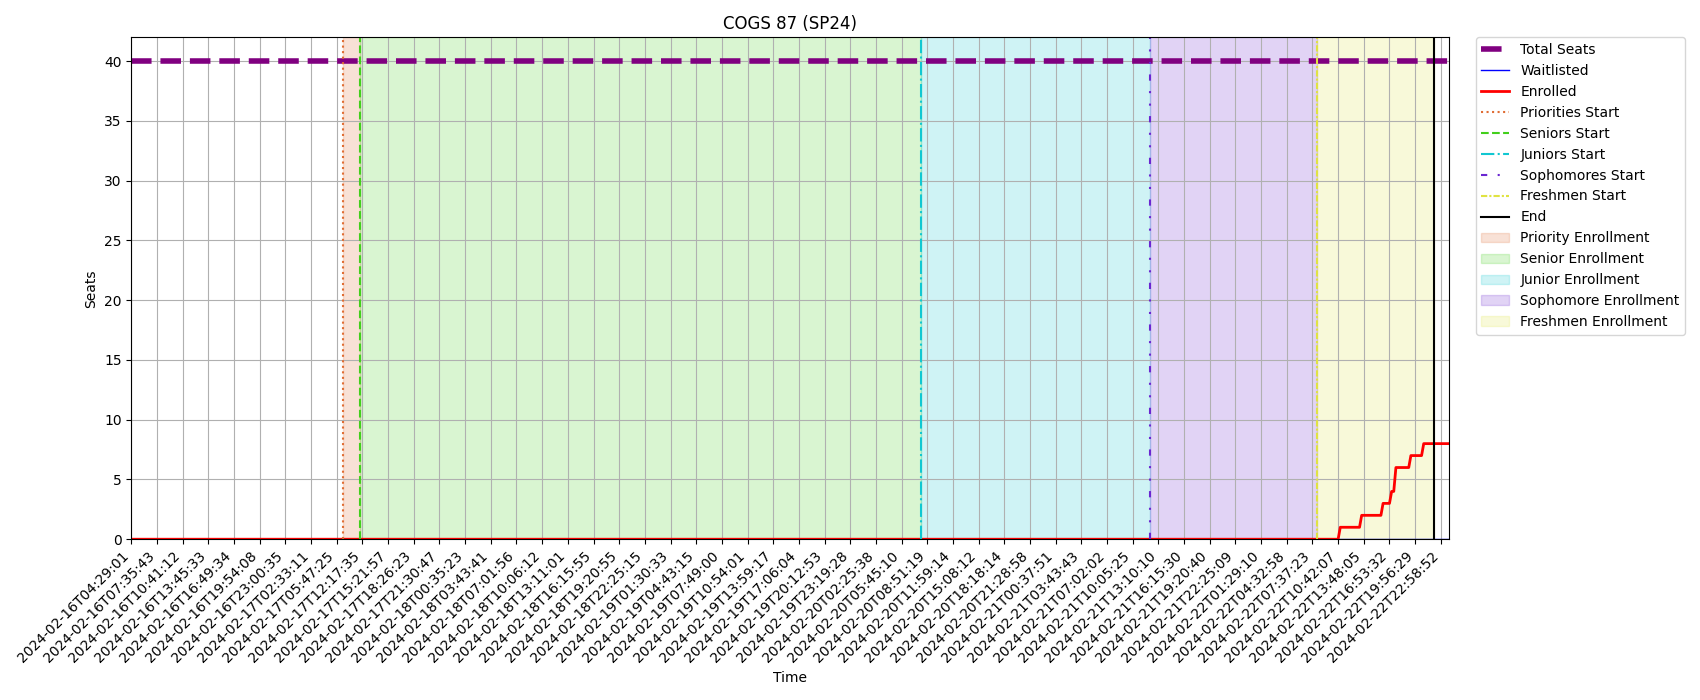 COGS 87 (SP24)
Seats
40
35
30
25
20
15
10
5
0
2024-02-16T04:29:01
2024-02-16T07:35:43
2024-02-16T10:41:12
2024-02-16T13:45:33
2024-02-16T16:49:34
2024-02-16T19:54:08
2024-02-16T23:00:35
2024-02-17T02:33:11
2024-02-17T05:47:25
2024-02-17T12:17:35
2024-02-17T15:21:57
2024-02-17T18:26:23
2024-02-17T21:30:47
2024-02-18T00:35:23
2024-02-18T03:43:41
2024-02-18T07:01:56
2024-02-18T10:06:12
2024-02-18T13:11:01
2024-02-18T16:15:55
2024-02-18T19:20:55
2024-02-18T22:25:15
2024-02-19T01:30:33
2024-02-19T04:43:15
2024-02-19T07:49:00
2024-02-19T10:54:01
2024-02-19T13:59:17
2024-02-19T17:06:04
2024-02-19T20:12:53
2024-02-19T23:19:28
2024-02-20T02:25:38
2024-02-20T05:45:10
2024-02-20T08:51:19
2024-02-20T11:59:14
2024-02-20T15:08:12
2024-02-20T18:18:14
2024-02-20T21:28:58
2024-02-21T00:37:51
2024-02-21T03:43:43
2024-02-21T07:02:02
2024-02-21T10:05:25
2024-02-21T13:10:10
2024-02-21T16:15:30
2024-02-21T19:20:40
2024-02-21T22:25:09
2024-02-22T01:29:10
2024-02-22T04:32:58
2024-02-22T07:37:23
2024-02-22T10:42:07
2024-02-22T13:48:05
2024-02-22T16:53:32
2024-02-22T19:56:29
2024-02-22T22:58:52
Time
Total Seats
Waitlisted
Enrolled
Priorities Start
Seniors Start
Juniors Start
Sophomores Start
Freshmen Start
End
Priority Enrollment
Senior Enrollment
Junior Enrollment
Sophomore Enrollment
Freshmen Enrollment